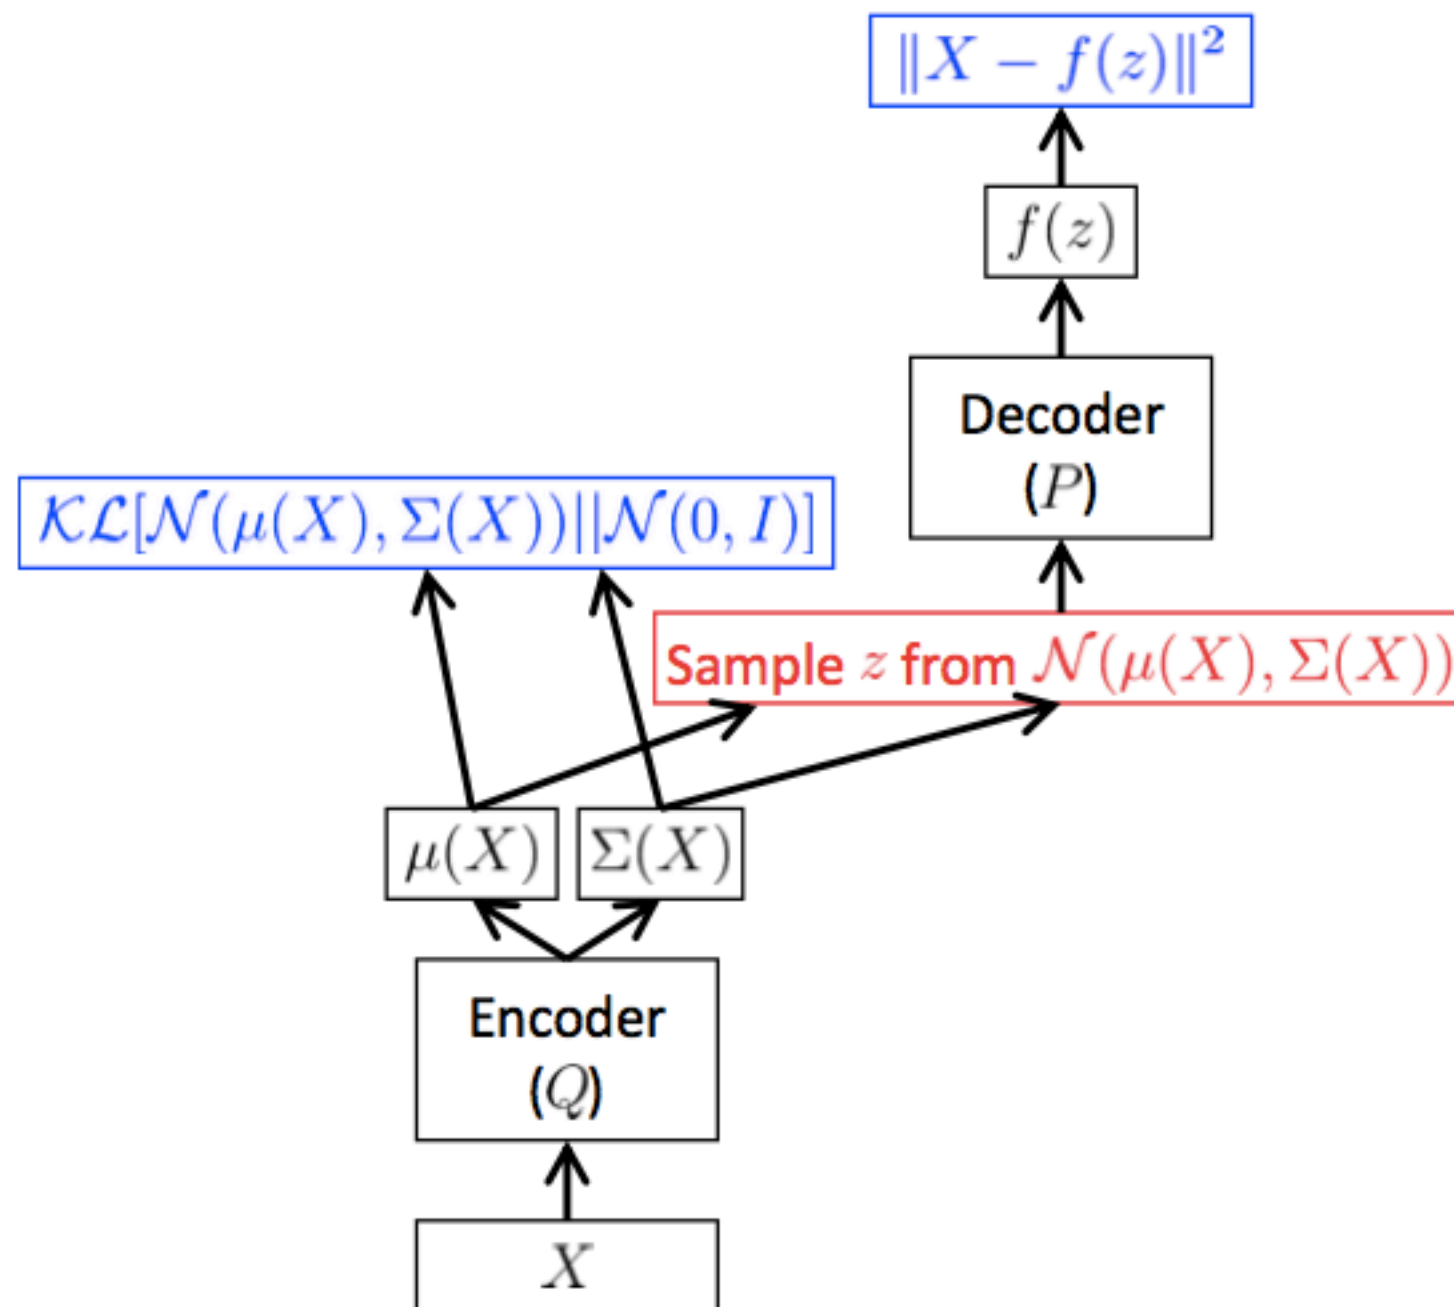 ‖X − f(z)‖²
f(z)
Decoder
(P)
𝒦ℒ[𝒩(μ(X), Σ(X))||𝒩(0, I)]
Sample z from 𝒩(μ(X), Σ(X))
μ(X) Σ(X)
Encoder
(Q)
X